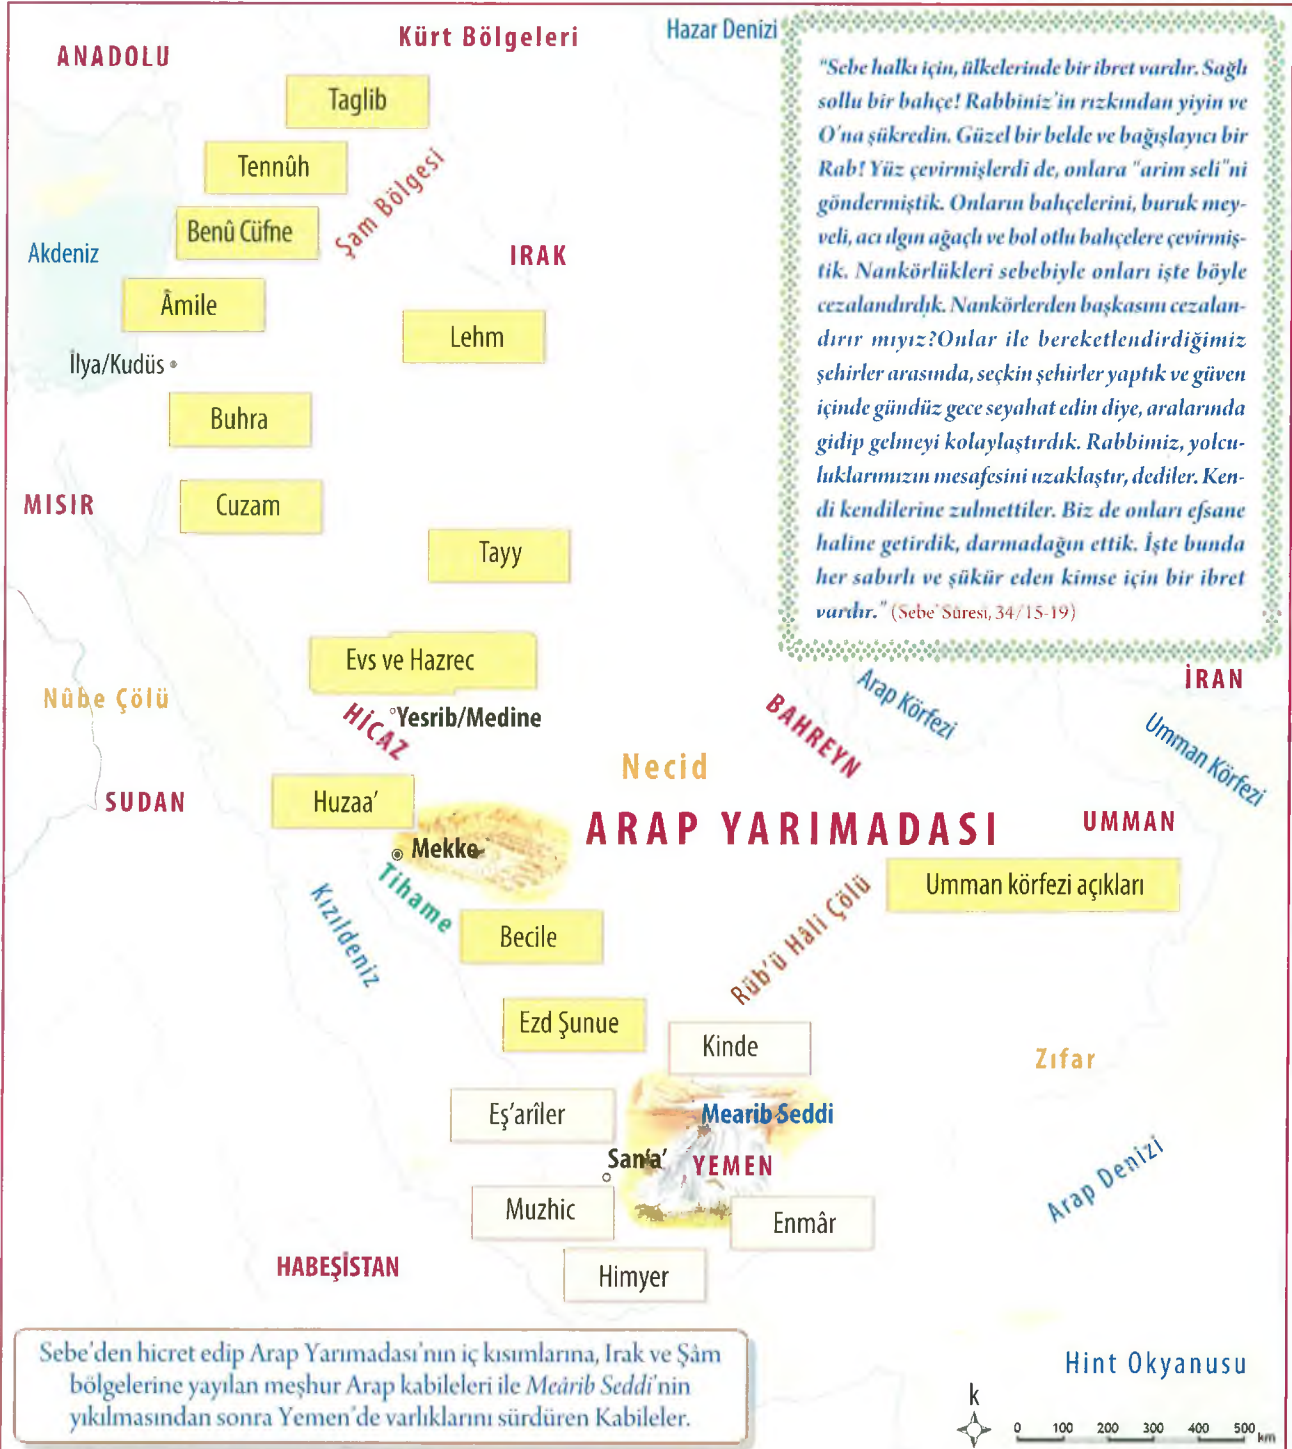 ANADOLU
Kürt Bölgeleri
Hazar Denizi
Taglib
Tennûh
Şam Bölgesi
Benû Cüfne
Akdeniz
IRAK
Âmile
Lehm
İlya/Kudüs
Buhra
MISIR
Cuzam
Tayy
"Sebe halkı için, ülkelerinde bir ibret vardır. Sağlı
sollu bir bahçe! Rabbiniz'in rızkından yiyin ve
O'na şükredin. Güzel bir belde ve bağışlayıcı bir
Rab! Yüz çevirmişlerdi de, onlara "arim seli"ni
göndermiştik. Onların bahçelerini, buruk mey-
veli, acı ılgın ağaçlı ve bol otlu bahçelere çevirmiş-
tik. Nankörlükleri sebebiyle onları işte böyle
cezalandırdık. Nankörlerden başkasını cezalan-
dırır mıyız?Onlar ile bereketlendirdiğimiz
şehirler arasında, seçkin şehirler yaptık ve güven
içinde gündüz gece seyahat edin diye, aralarında
gidip gelmeyi kolaylaştırdık. Rabbimiz, yolcu-
luklarımızın mesafesini uzaklaştır, dediler. Ken-
di kendilerine zulmettiler. Biz de onları efsane
haline getirdik, darmadağın ettik. İşte bunda
her sabırlı ve şükür eden kimse için bir ibret
vardır." (Sebe' Sûresi, 34/15-19)
Evs ve Hazrec
Nûbe Çölü
HİCAZ
Yesrib/Medine
BAHREYN
Arap Körfezi
İRAN
Umman Körfezi
Necid
SUDAN
Huzaa'
ARAP YARIMADASI
UMMAN
Mekke
Tihame
Kızıldeniz
Umman körfezi açıkları
Becile
Rüb'ü Hâli Çölü
Ezd Şunue
Kinde
Zıfar
Eş'arîler
Mearib Seddi
San'a'
YEMEN
Arap Denizi
Muzhic
Enmâr
HABEŞİSTAN
Himyer
Sebe'den hicret edip Arap Yarımadası'nın iç kısımlarına, Irak ve Şâm
bölgelerine yayılan meşhur Arap kabileleri ile Meârib Seddi'nin
yıkılmasından sonra Yemen'de varlıklarını sürdüren Kabileler.
Hint Okyanusu
k
0 100 200 300 400 500 km